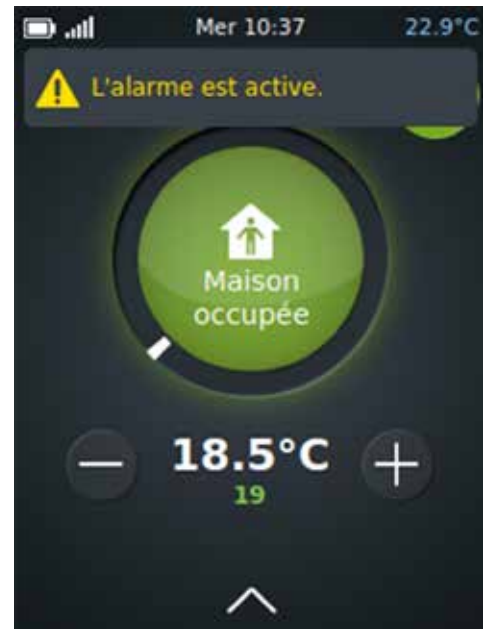 Mer 10:37
22.9°C
L'alarme est active.
Maison
occupée
18.5°C
19